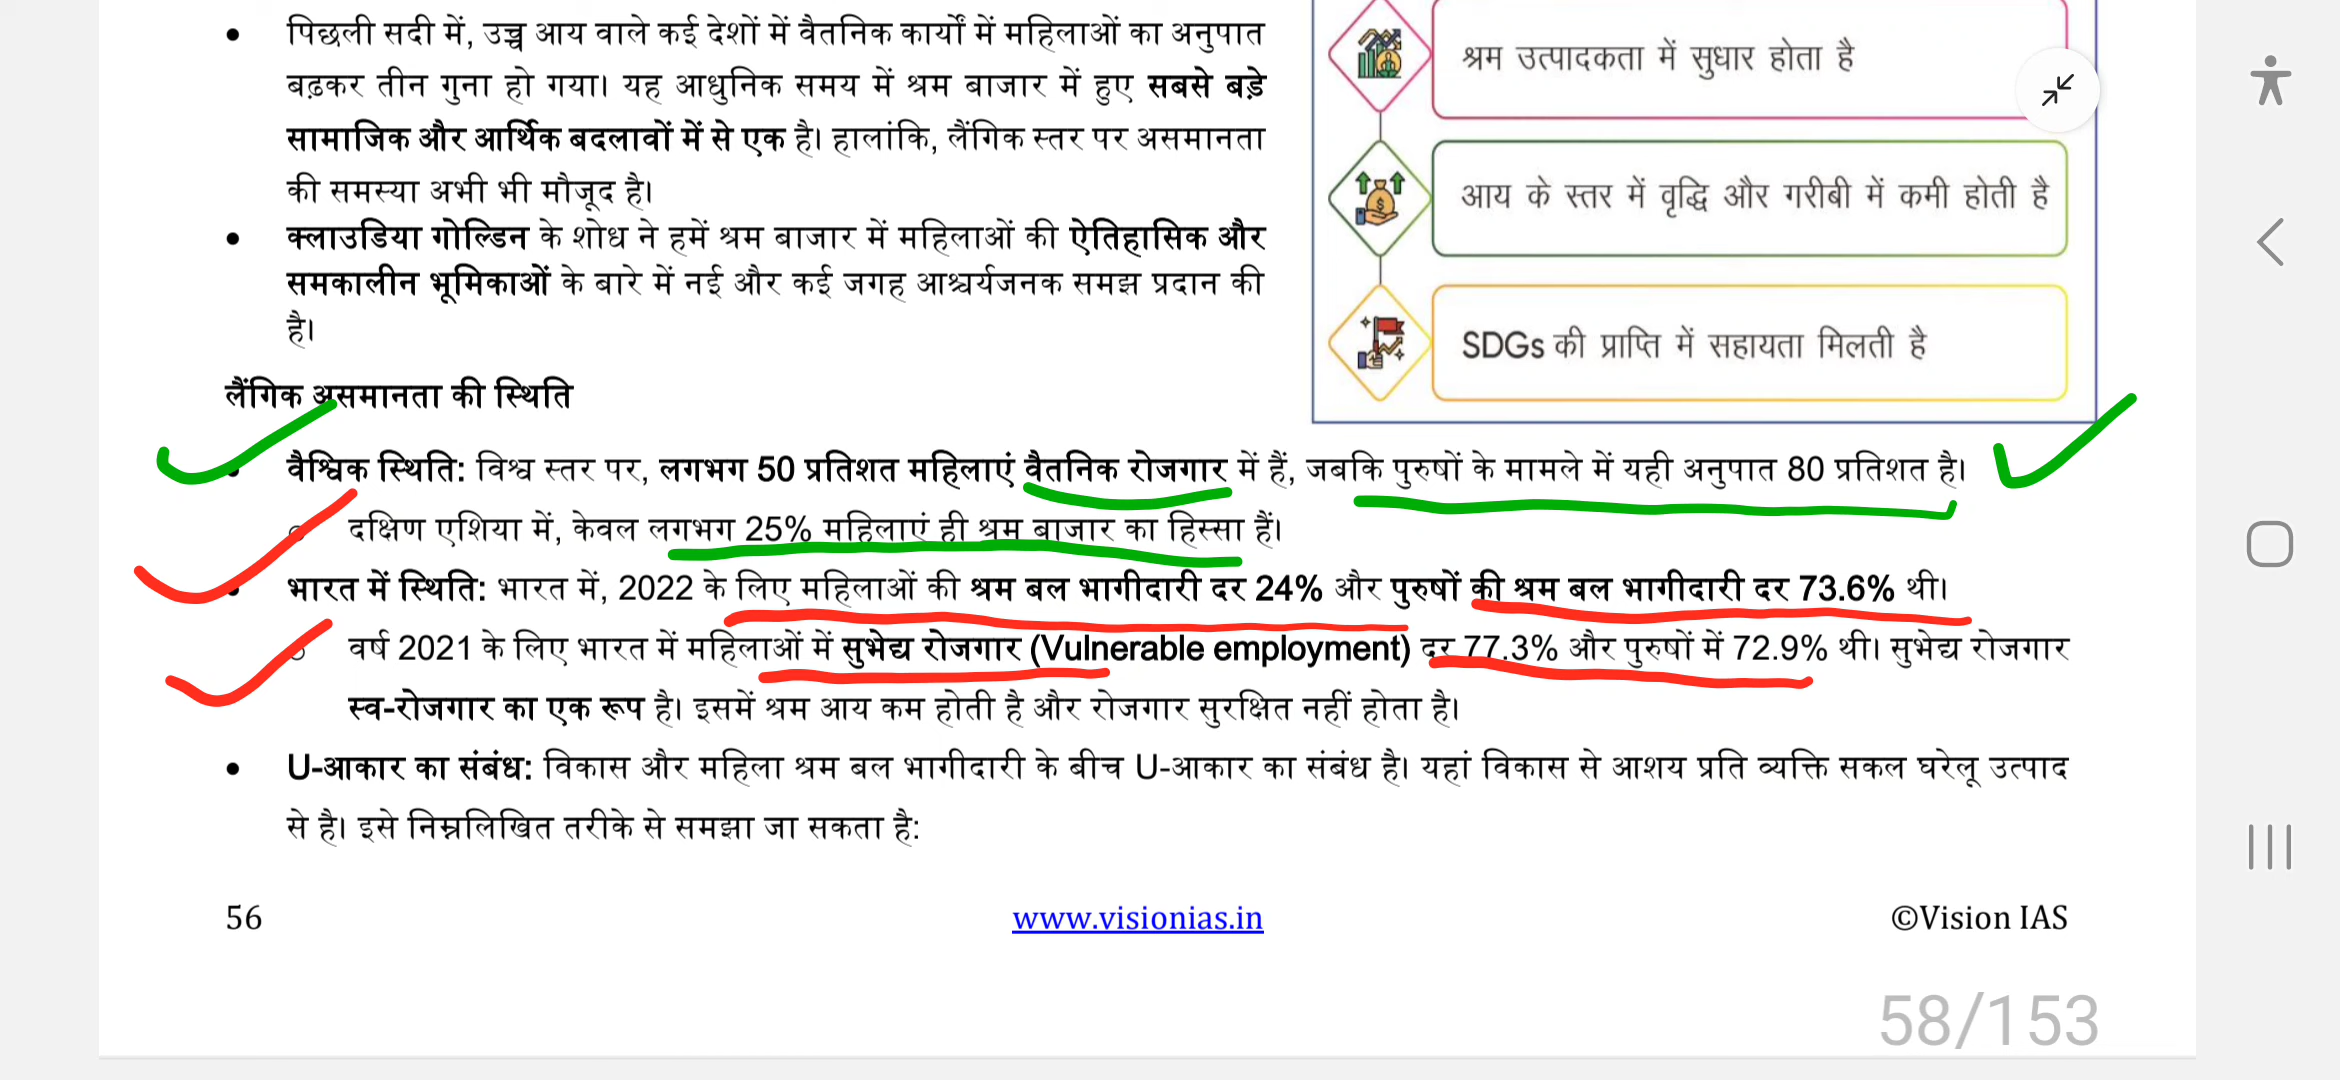 पिछली सदी में, उच्च आय वाले कई देशों में वैतनिक कार्यों में महिलाओं का अनुपात
बढ़कर तीन गुना हो गया। यह आधुनिक समय में श्रम बाजार में हुए सबसे बड़े
सामाजिक और आर्थिक बदलावों में से एक है। हालांकि, लैंगिक स्तर पर असमानता
की समस्या अभी भी मौजूद है।
क्लाउडिया गोल्डिन के शोध ने हमें श्रम बाजार में महिलाओं की ऐतिहासिक और
समकालीन भूमिकाओं के बारे में नई और कई जगह आश्चर्यजनक समझ प्रदान की
है।
श्रम उत्पादकता में सुधार होता है
आय के स्तर में वृद्धि और गरीबी में कमी होती है
SDGs की प्राप्ति में सहायता मिलती है
लैंगिक असमानता की स्थिति
वैश्विक स्थिति: विश्व स्तर पर, लगभग 50 प्रतिशत महिलाएं वैतनिक रोजगार में हैं, जबकि पुरुषों के मामले में यही अनुपात 80 प्रतिशत है।
दक्षिण एशिया में, केवल लगभग 25% महिलाएं ही श्रम बाजार का हिस्सा हैं।
भारत में स्थिति: भारत में, 2022 के लिए महिलाओं की श्रम बल भागीदारी दर 24% और पुरुषों की श्रम बल भागीदारी दर 73.6% थी।
वर्ष 2021 के लिए भारत में महिलाओं में सुभेद्य रोजगार (Vulnerable employment) दर 77.3% और पुरुषों में 72.9% थी। सुभेद्य रोजगार
स्व-रोजगार का एक रूप है। इसमें श्रम आय कम होती है और रोजगार सुरक्षित नहीं होता है।
U-आकार का संबंध: विकास और महिला श्रम बल भागीदारी के बीच U-आकार का संबंध है। यहां विकास से आशय प्रति व्यक्ति सकल घरेलू उत्पाद
से है। इसे निम्नलिखित तरीके से समझा जा सकता है:
56 www.visionias.in ©Vision IAS
58/153